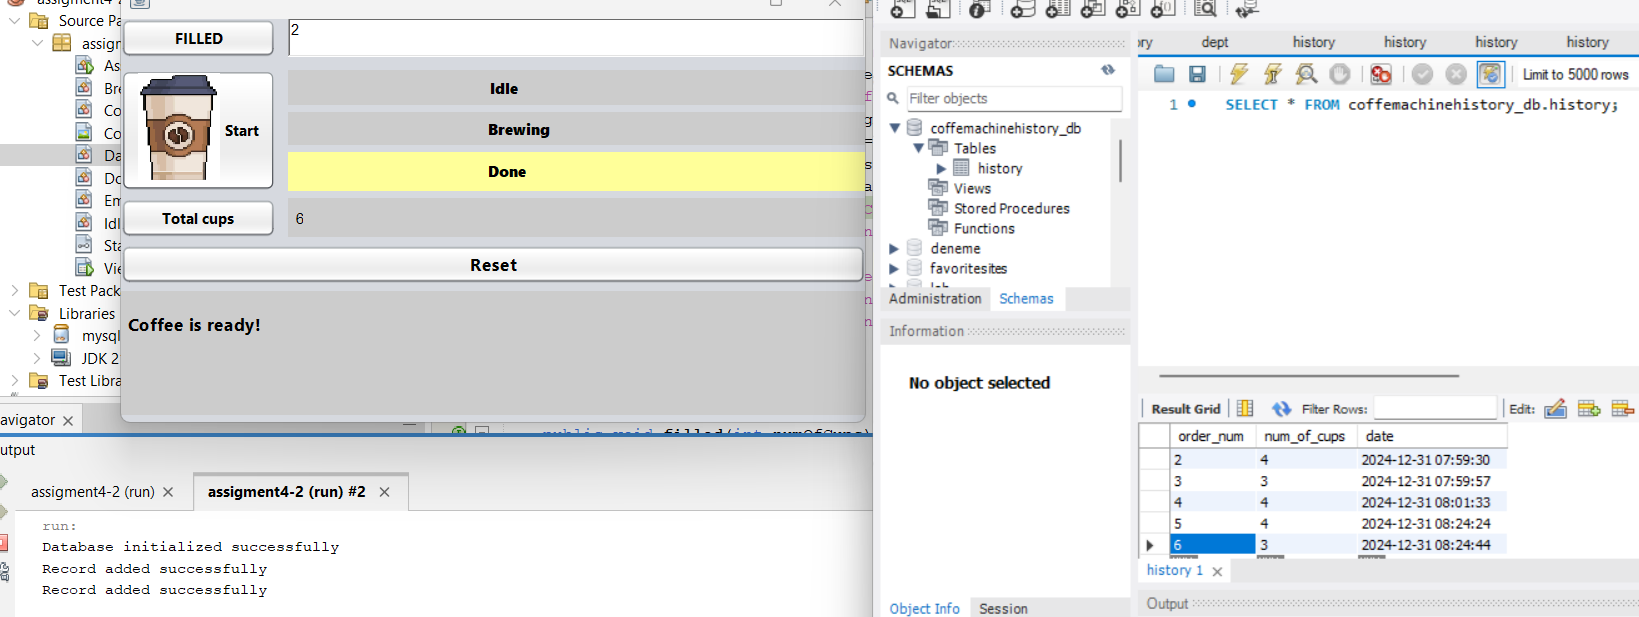 assigment4-2
Source Pa
assigr
As
Bre
Co
Co
Da
Do
Em
Idl
Sta
Vie
Test Pack
Libraries
mysql
JDK 2
Test Libra
avigator
FILLED
2
Start
Idle
Brewing
Done
Total cups
6
Reset
Coffee is ready!
public void filled(int numOfCups)
utput
assigment4-2 (run)
assigment4-2 (run) #2
run:
Database initialized successfully
Record added successfully
Record added successfully
Navigator
SCHEMAS
Filter objects
coffemachinehistory_db
Tables
history
Views
Stored Procedures
Functions
deneme
favoritesites
Administration
Schemas
Information
No object selected
Object Info
Session
ory
dept
history
history
history
history
Limit to 5000 rows
1
SELECT * FROM coffemachinehistory_db.history;
Result Grid
Filter Rows:
Edit:
order_num num_of_cups date
2 4 2024-12-31 07:59:30
3 3 2024-12-31 07:59:57
4 4 2024-12-31 08:01:33
5 4 2024-12-31 08:24:24
6 3 2024-12-31 08:24:44
history 1
Output